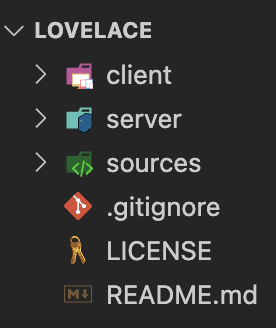 LOVELACE
client
server
sources
.gitignore
LICENSE
README.md